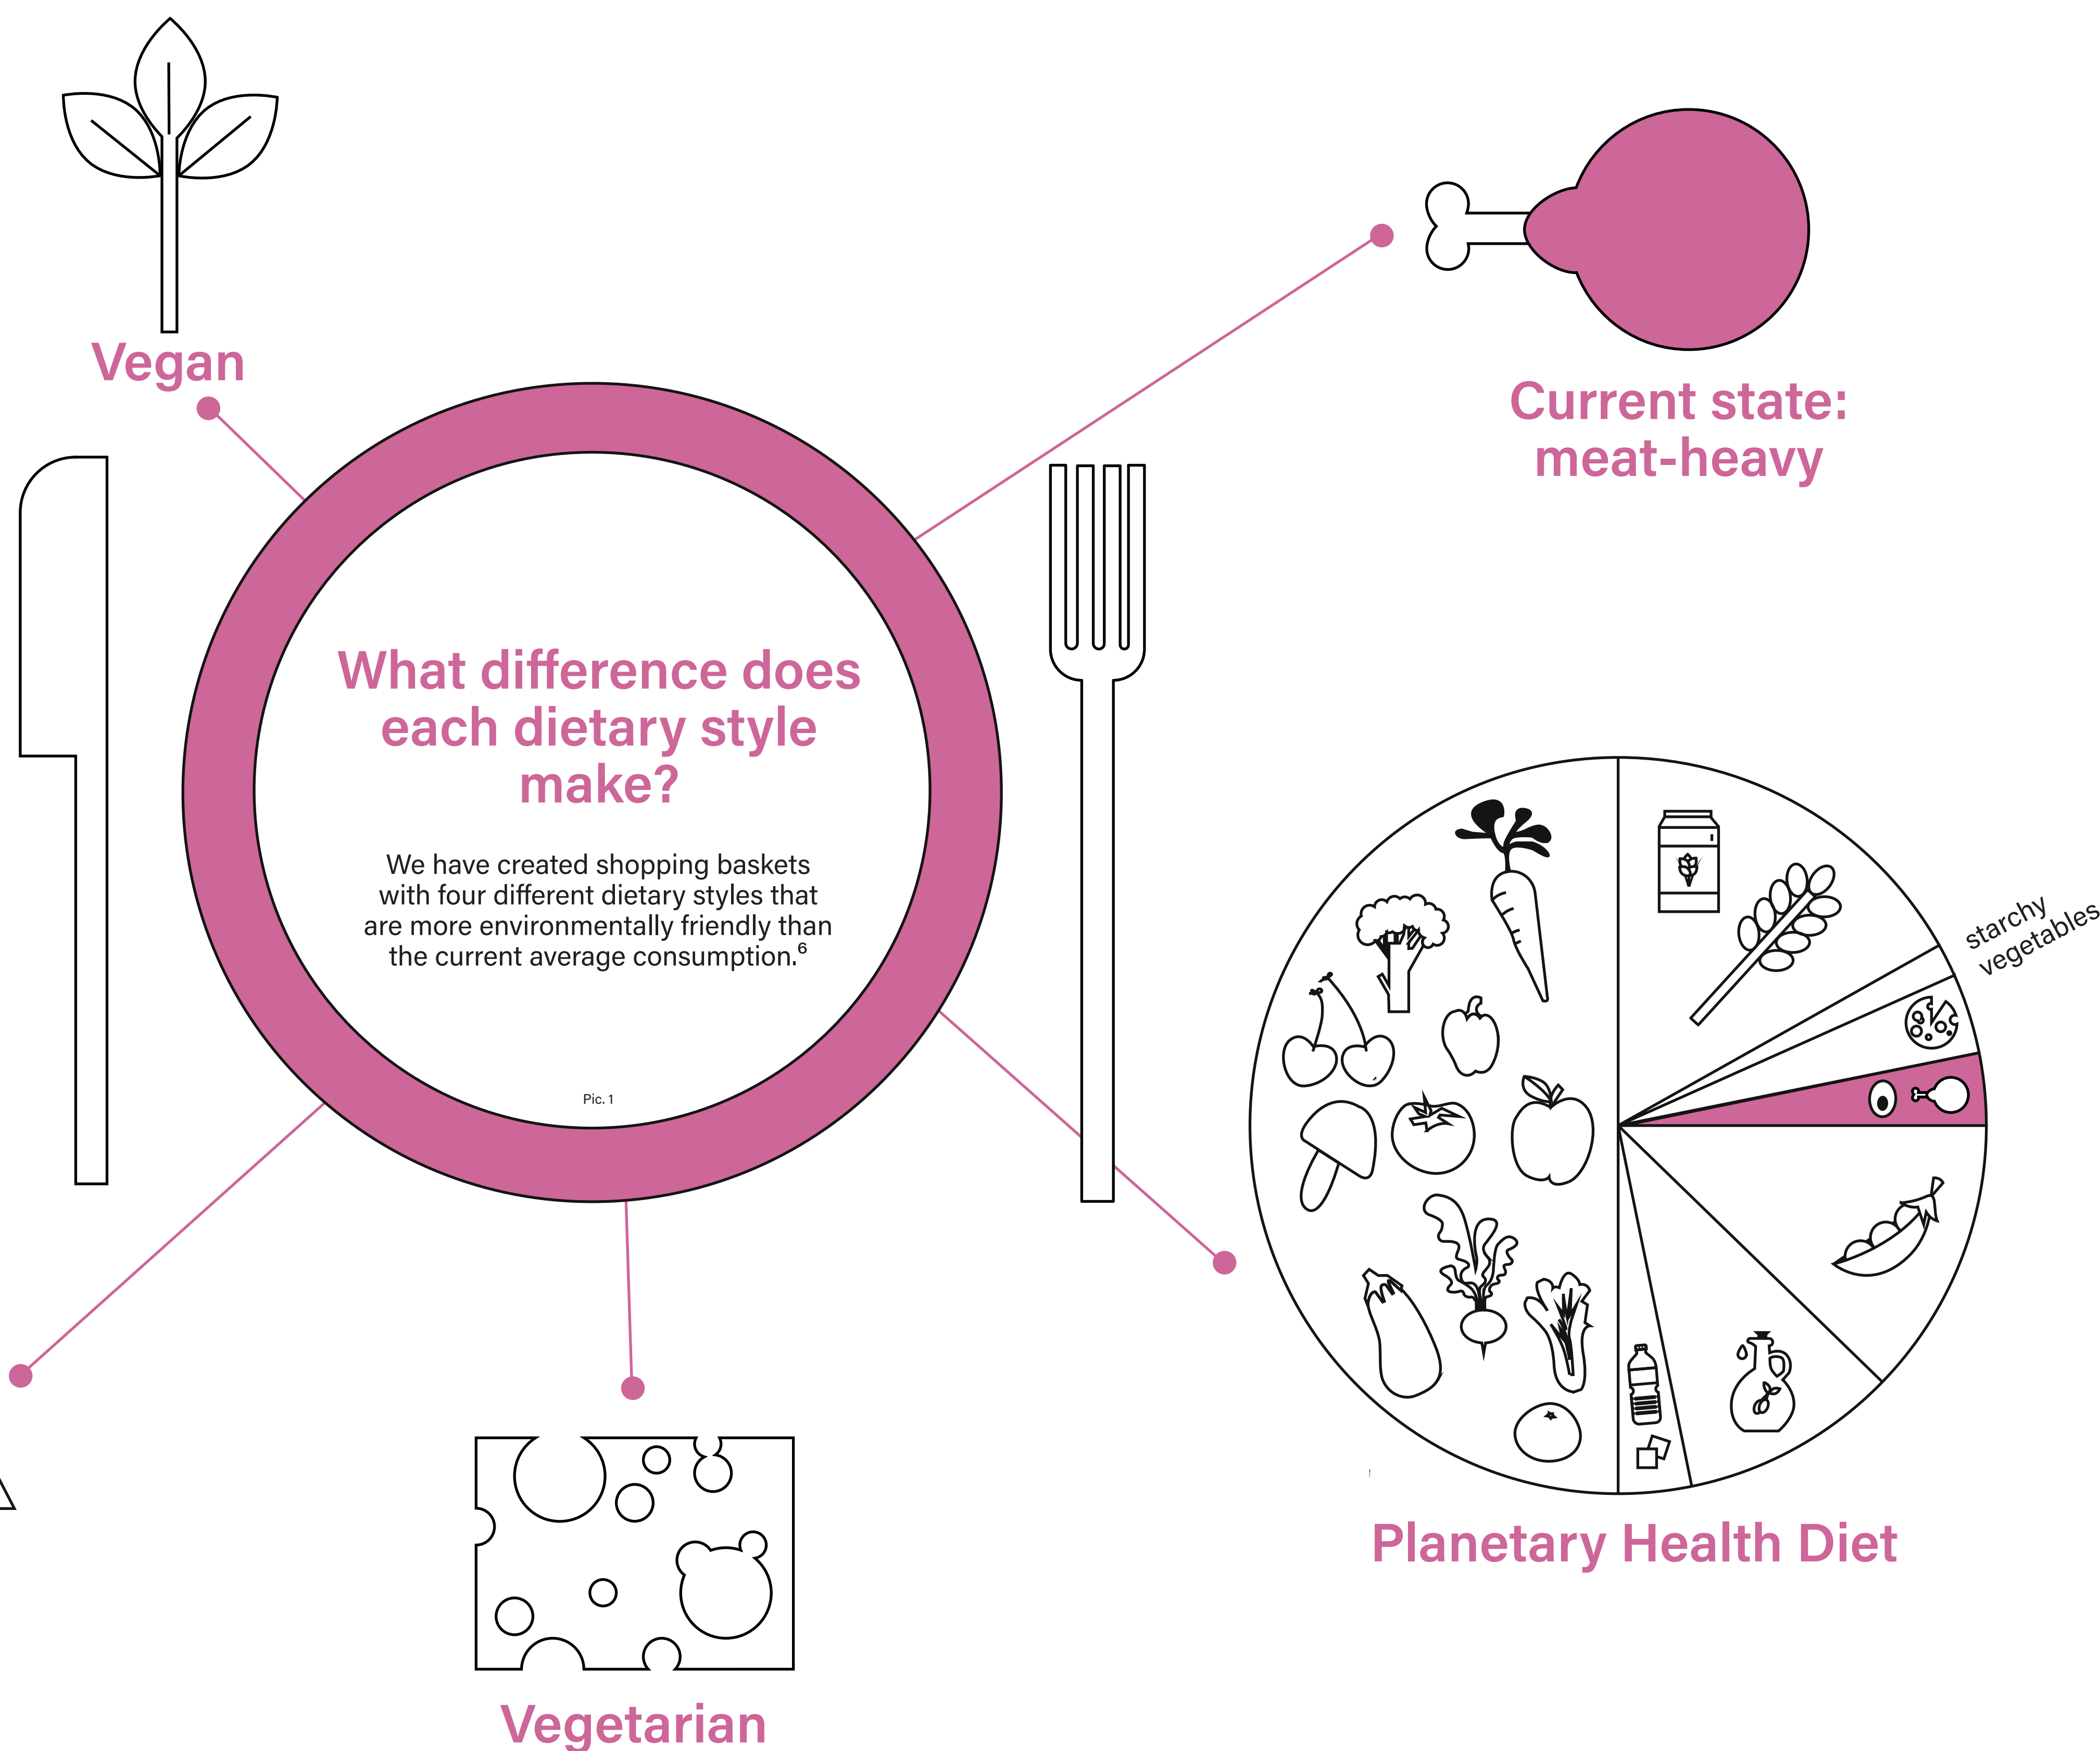 Vegan
Current state:
meat-heavy
What difference does
each dietary style
make?
We have created shopping baskets
with four different dietary styles that
are more environmentally friendly than
the current average consumption.⁶
Pic. 1
starchy
vegetables
Planetary Health Diet
Vegetarian